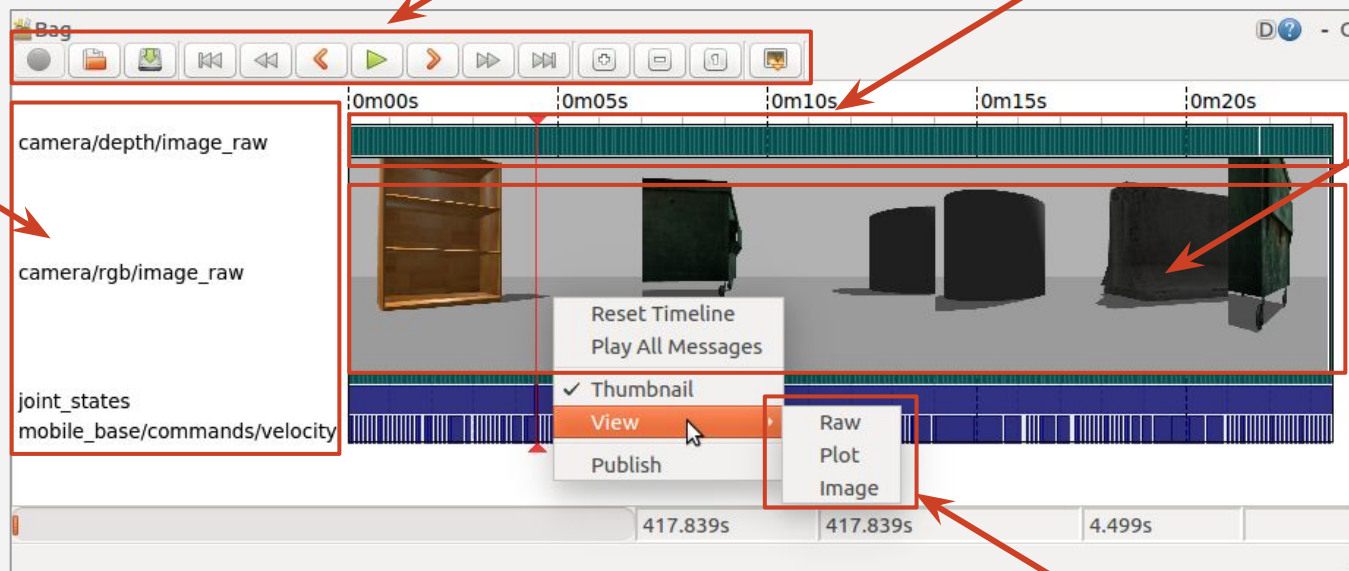 Bag
D ? - O
0m00s 0m05s 0m10s 0m15s 0m20s
camera/depth/image_raw
camera/rgb/image_raw
joint_states
mobile_base/commands/velocity
Reset Timeline
Play All Messages
✓ Thumbnail
View
Publish
Raw
Plot
Image
417.839s 417.839s 4.499s